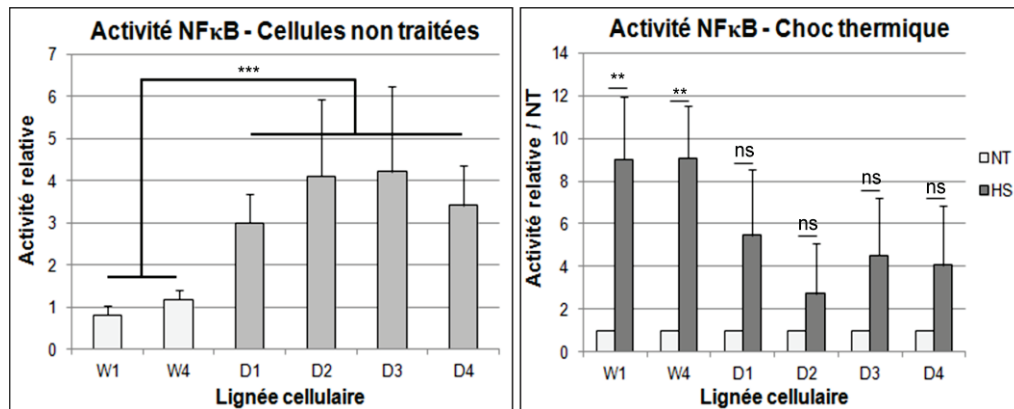 Activité NFκB - Cellules non traitées
7
6
5
4
3
2
1
0
Activité relative
***
W1 W4 D1 D2 D3 D4
Lignée cellulaire
Activité NFκB - Choc thermique
14
12
10
8
6
4
2
0
Activité relative / NT
**
**
ns
ns
ns
ns
W1 W4 D1 D2 D3 D4
Lignée cellulaire
NT
HS